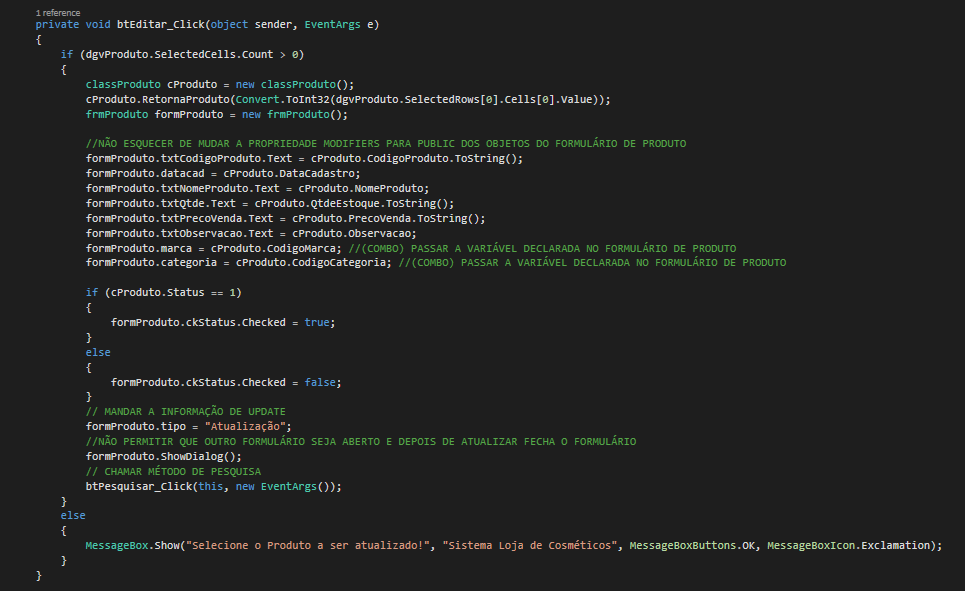 1 reference
private void btEditar_Click(object sender, EventArgs e)
{
if (dgvProduto.SelectedCells.Count > 0)
{
classProduto cProduto = new classProduto();
cProduto.RetornaProduto(Convert.ToInt32(dgvProduto.SelectedRows[0].Cells[0].Value));
frmProduto formProduto = new frmProduto();
//NÃO ESQUECER DE MUDAR A PROPRIEDADE MODIFIERS PARA PUBLIC DOS OBJETOS DO FORMULÁRIO DE PRODUTO
formProduto.txtCodigoProduto.Text = cProduto.CodigoProduto.ToString();
formProduto.datacad = cProduto.DataCadastro;
formProduto.txtNomeProduto.Text = cProduto.NomeProduto;
formProduto.txtQtde.Text = cProduto.QtdeEstoque.ToString();
formProduto.txtPrecoVenda.Text = cProduto.PrecoVenda.ToString();
formProduto.txtObservacao.Text = cProduto.Observacao;
formProduto.marca = cProduto.CodigoMarca; //(COMBO) PASSAR A VARIÁVEL DECLARADA NO FORMULÁRIO DE PRODUTO
formProduto.categoria = cProduto.CodigoCategoria; //(COMBO) PASSAR A VARIÁVEL DECLARADA NO FORMULÁRIO DE PRODUTO
if (cProduto.Status == 1)
{
formProduto.ckStatus.Checked = true;
}
else
{
formProduto.ckStatus.Checked = false;
}
// MANDAR A INFORMAÇÃO DE UPDATE
formProduto.tipo = "Atualização";
//NÃO PERMITIR QUE OUTRO FORMULÁRIO SEJA ABERTO E DEPOIS DE ATUALIZAR FECHA O FORMULÁRIO
formProduto.ShowDialog();
// CHAMAR MÉTODO DE PESQUISA
btPesquisar_Click(this, new EventArgs());
}
else
{
MessageBox.Show("Selecione o Produto a ser atualizado!", "Sistema Loja de Cosméticos", MessageBoxButtons.OK, MessageBoxIcon.Exclamation);
}
}